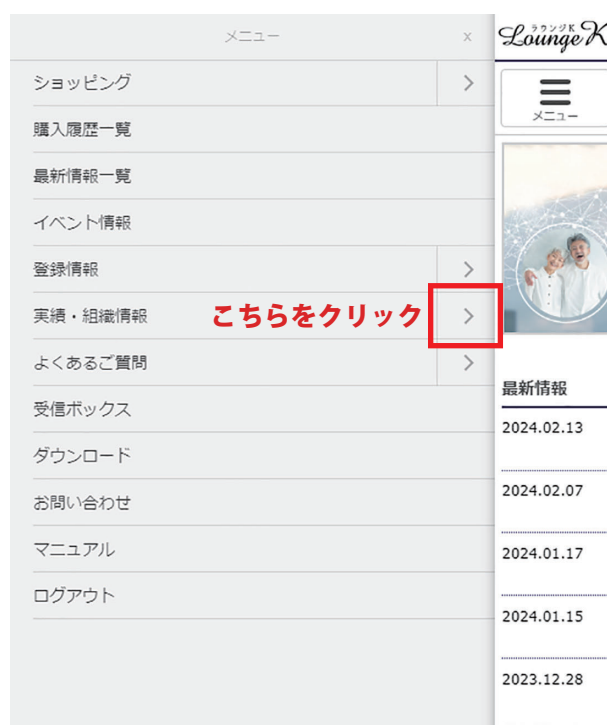 メニュー x
ショッピング
購入履歴一覧
最新情報一覧
イベント情報
登録情報
実績・組織情報 こちらをクリック
よくあるご質問
受信ボックス
ダウンロード
お問い合わせ
マニュアル
ログアウト
ラウンジK
Lounge K
メニュー
最新情報
2024.02.13
2024.02.07
2024.01.17
2024.01.15
2023.12.28